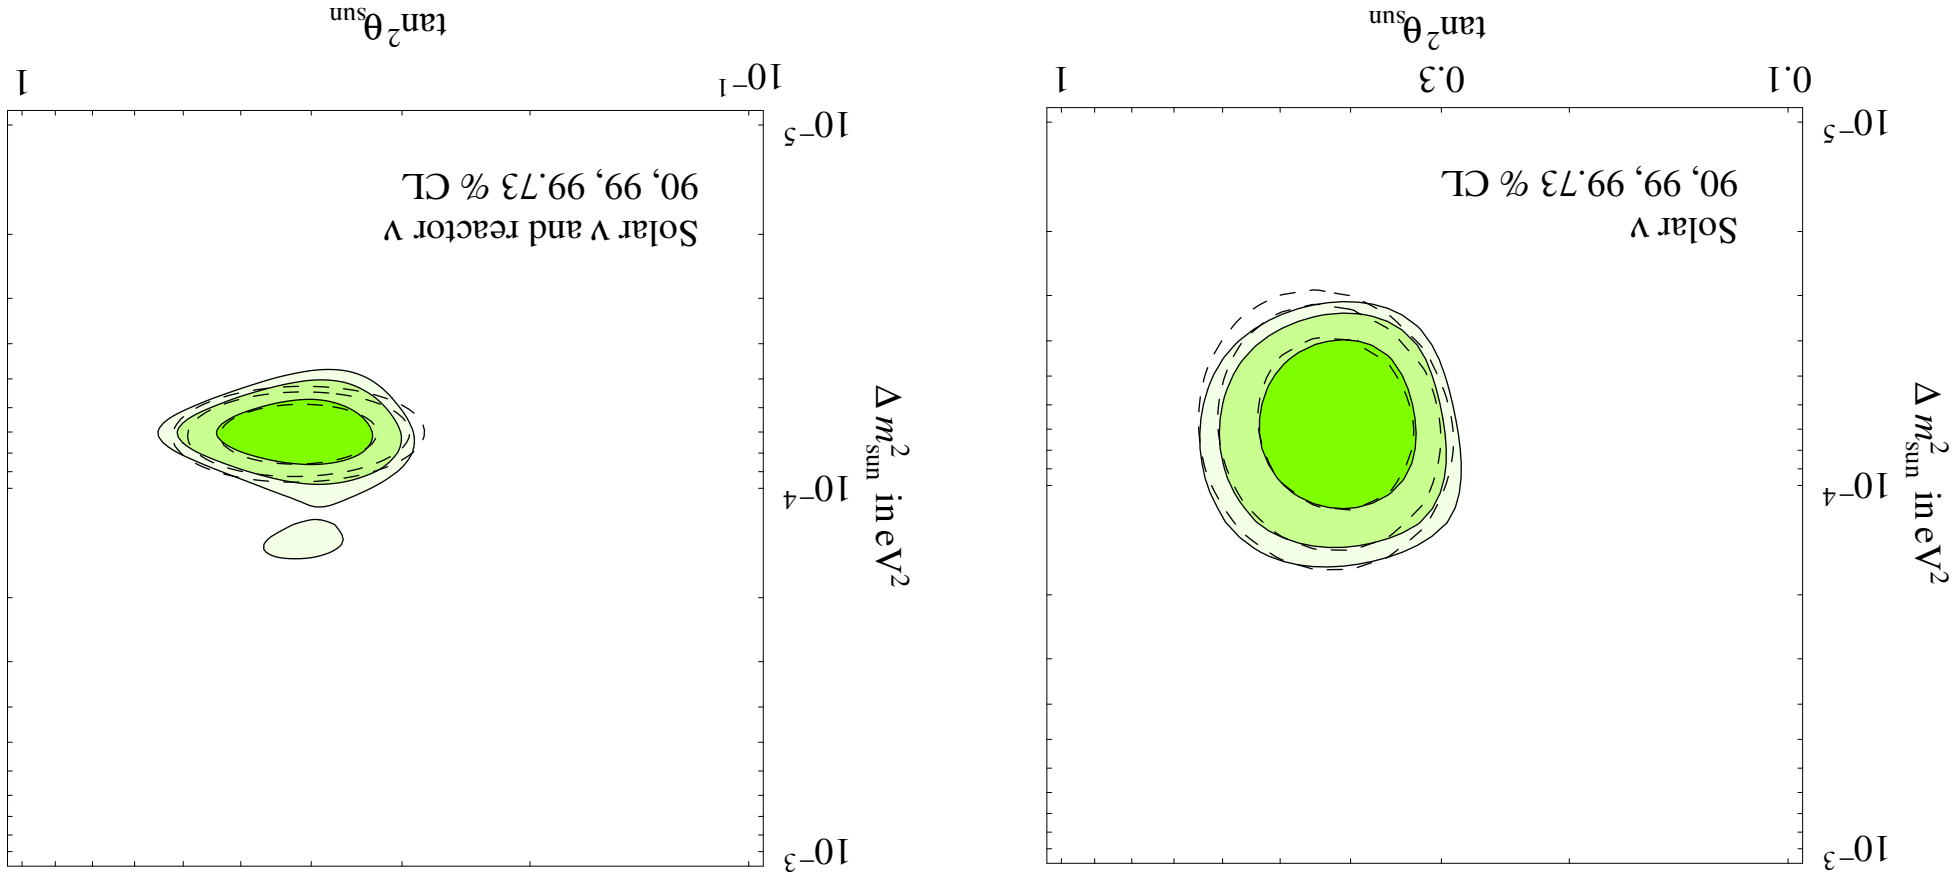 Δm²sun in eV²
10⁻³
10⁻⁴
10⁻⁵
Solar ν
90, 99, 99.73 % CL
0.1 0.3 1
tan²θsun
Δm²sun in eV²
10⁻³
10⁻⁴
10⁻⁵
Solar ν and reactor ν
90, 99, 99.73 % CL
10⁻¹ 1
tan²θsun